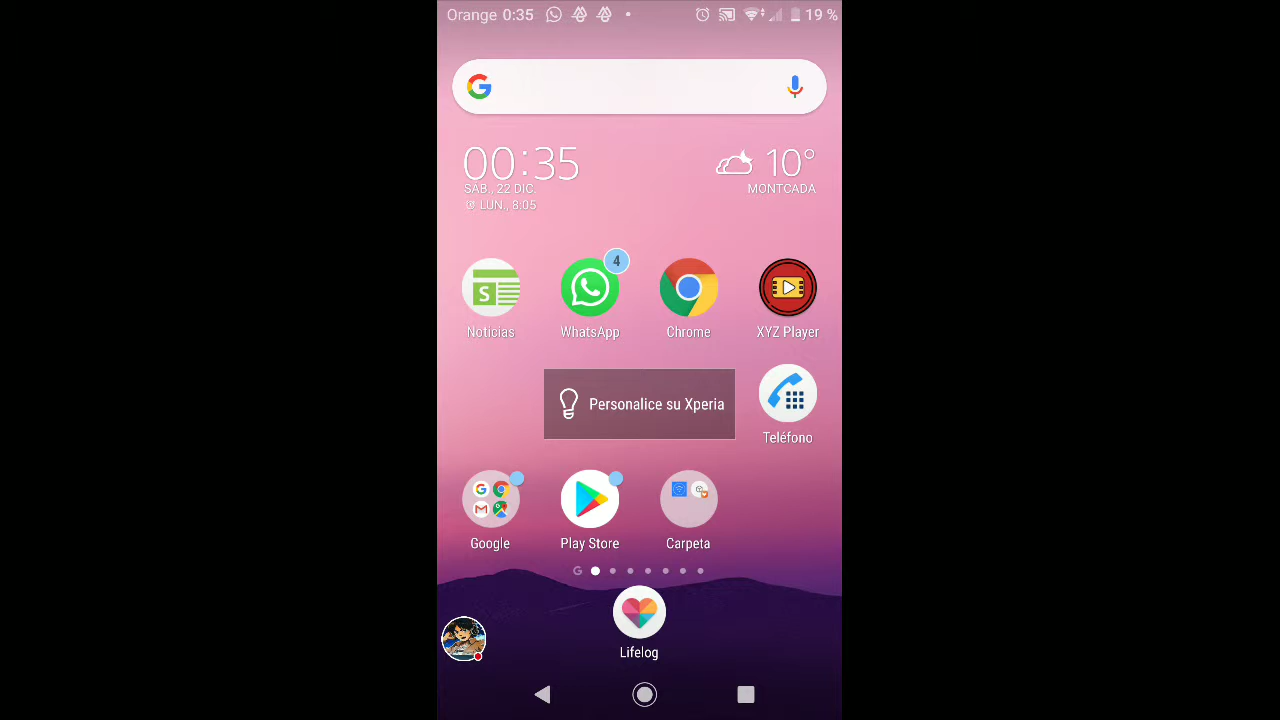 Orange 0:35 19 %
00:35
10°
SÁB., 22 DIC.
MONTCADA
LUN., 8:05
4
S
Noticias WhatsApp Chrome XYZ Player
Personalice su Xperia
Teléfono
Google Play Store Carpeta
Lifelog